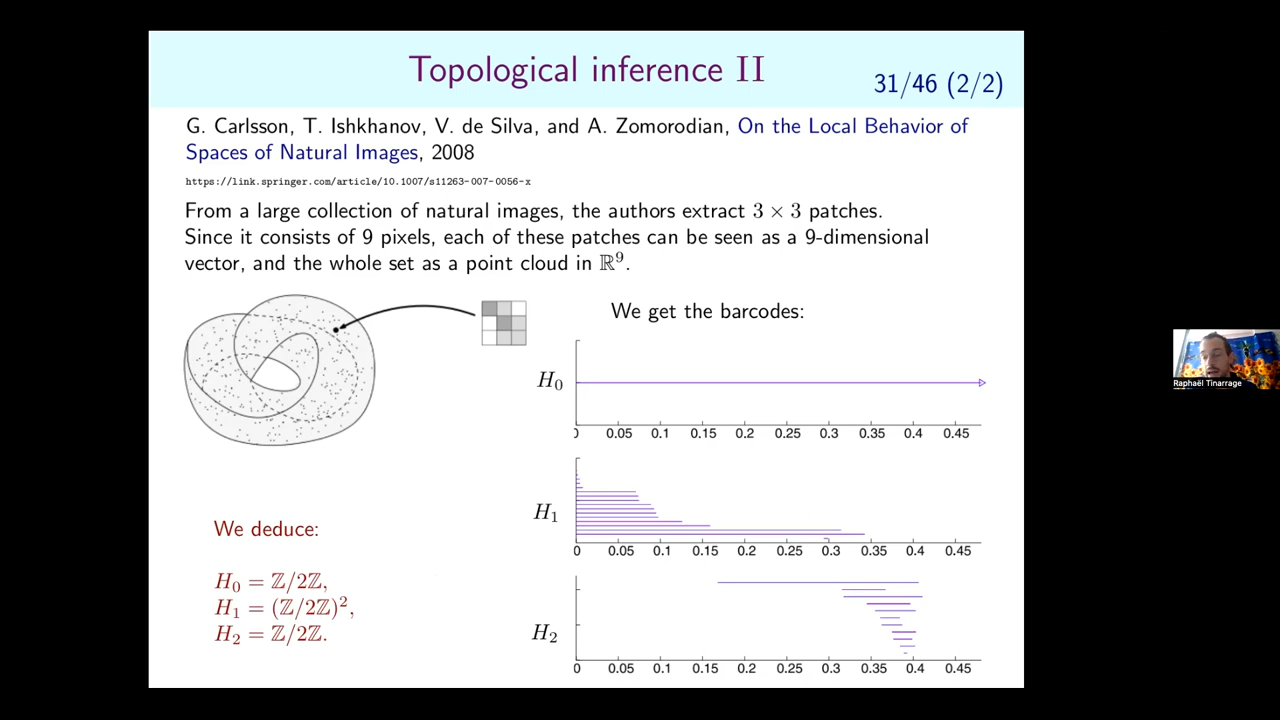 Topological inference II
31/46 (2/2)
G. Carlsson, T. Ishkhanov, V. de Silva, and A. Zomorodian, On the Local Behavior of
Spaces of Natural Images, 2008
https://link.springer.com/article/10.1007/s11263-007-0056-x
From a large collection of natural images, the authors extract 3 × 3 patches.
Since it consists of 9 pixels, each of these patches can be seen as a 9-dimensional
vector, and the whole set as a point cloud in ℝ⁹.
We get the barcodes:
H₀
0 0.05 0.1 0.15 0.2 0.25 0.3 0.35 0.4 0.45
H₁
0 0.05 0.1 0.15 0.2 0.25 0.3 0.35 0.4 0.45
H₂
0 0.05 0.1 0.15 0.2 0.25 0.3 0.35 0.4 0.45
We deduce:
H₀ = ℤ/2ℤ,
H₁ = (ℤ/2ℤ)²,
H₂ = ℤ/2ℤ.
Raphaël Tinarrage